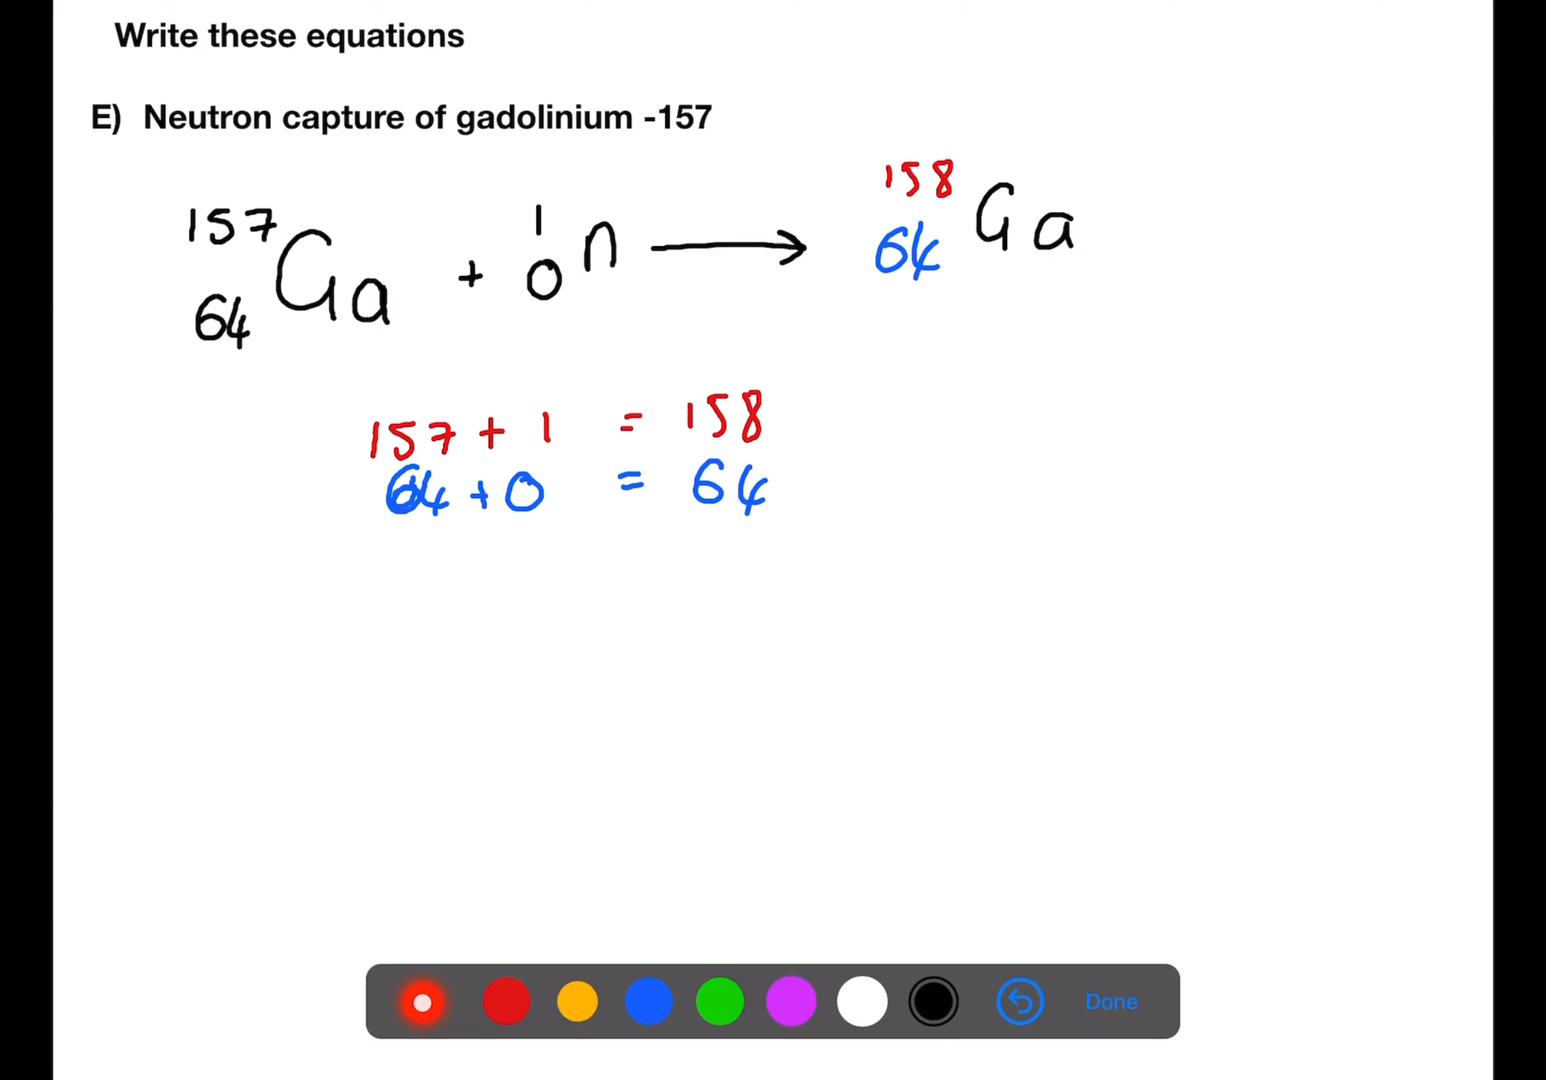 Write these equations
E) Neutron capture of gadolinium -157
157 64 Ga + 1 0 n → 158 64 Ga
157 + 1 = 158
64 + 0 = 64
Done